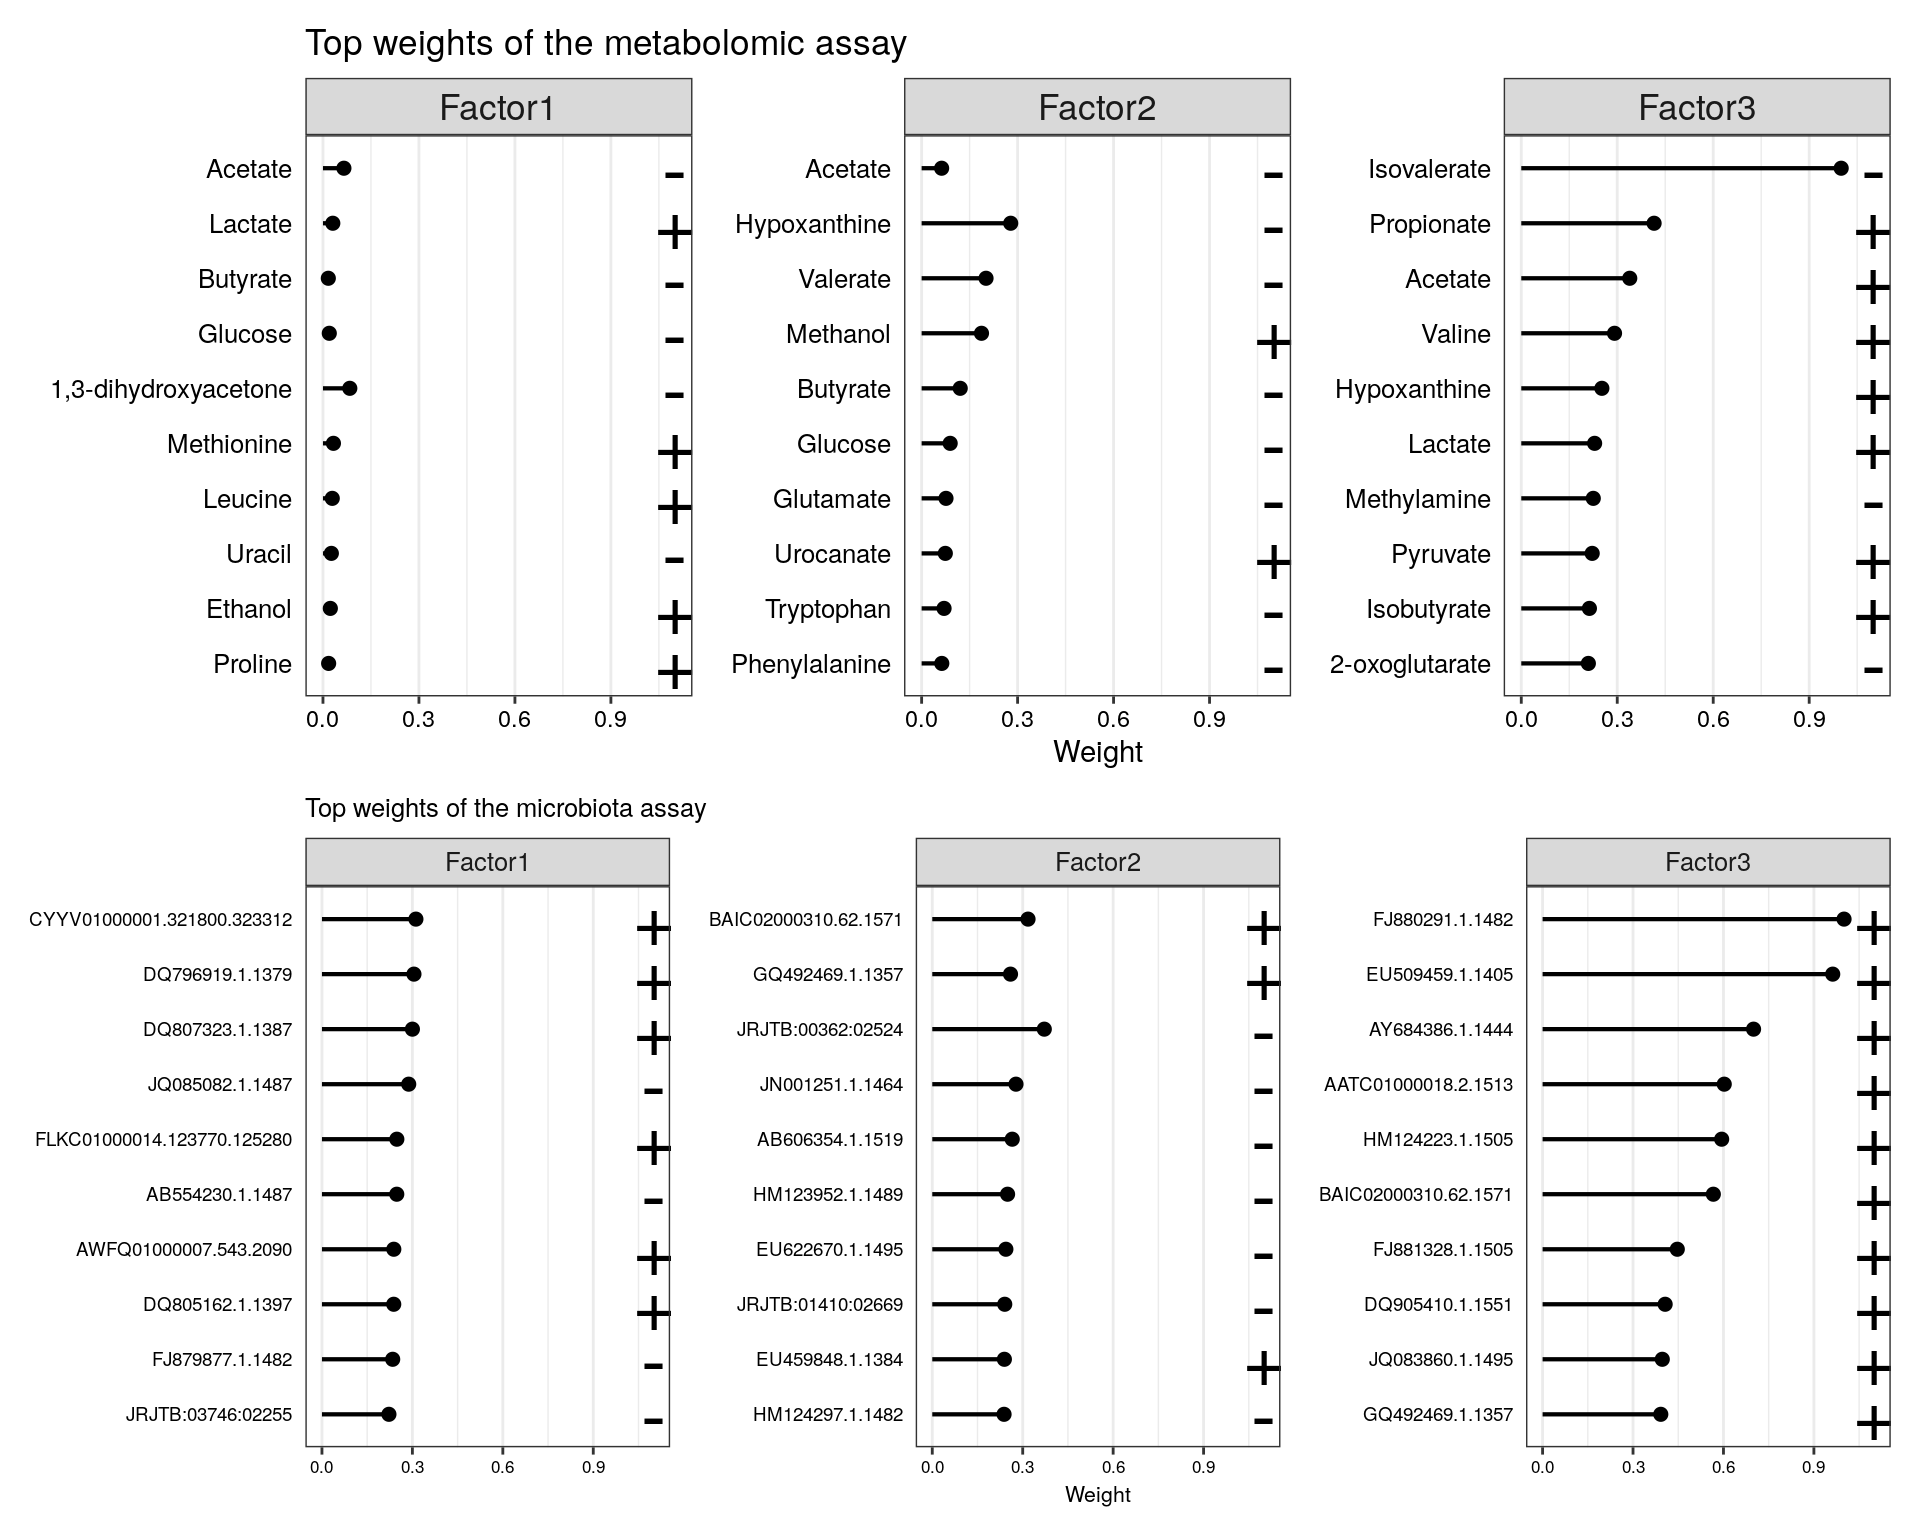 Top weights of the metabolomic assay
Factor1
Factor2
Factor3
Acetate
Lactate
Butyrate
Glucose
1,3-dihydroxyacetone
Methionine
Leucine
Uracil
Ethanol
Proline
−
+
−
−
−
+
+
−
+
+
0.0 0.3 0.6 0.9
Acetate
Hypoxanthine
Valerate
Methanol
Butyrate
Glucose
Glutamate
Urocanate
Tryptophan
Phenylalanine
−
−
−
+
−
−
−
+
−
−
0.0 0.3 0.6 0.9
Isovalerate
Propionate
Acetate
Valine
Hypoxanthine
Lactate
Methylamine
Pyruvate
Isobutyrate
2-oxoglutarate
−
+
+
+
+
+
−
+
+
−
0.0 0.3 0.6 0.9
Weight
Top weights of the microbiota assay
Factor1
Factor2
Factor3
CYYV01000001.321800.323312
DQ796919.1.1379
DQ807323.1.1387
JQ085082.1.1487
FLKC01000014.123770.125280
AB554230.1.1487
AWFQ01000007.543.2090
DQ805162.1.1397
FJ879877.1.1482
JRJTB:03746:02255
+
+
+
−
+
−
+
+
−
−
0.0 0.3 0.6 0.9
BAIC02000310.62.1571
GQ492469.1.1357
JRJTB:00362:02524
JN001251.1.1464
AB606354.1.1519
HM123952.1.1489
EU622670.1.1495
JRJTB:01410:02669
EU459848.1.1384
HM124297.1.1482
+
+
−
−
−
−
−
−
+
−
0.0 0.3 0.6 0.9
FJ880291.1.1482
EU509459.1.1405
AY684386.1.1444
AATC01000018.2.1513
HM124223.1.1505
BAIC02000310.62.1571
FJ881328.1.1505
DQ905410.1.1551
JQ083860.1.1495
GQ492469.1.1357
+
+
+
+
+
+
+
+
+
+
0.0 0.3 0.6 0.9
Weight